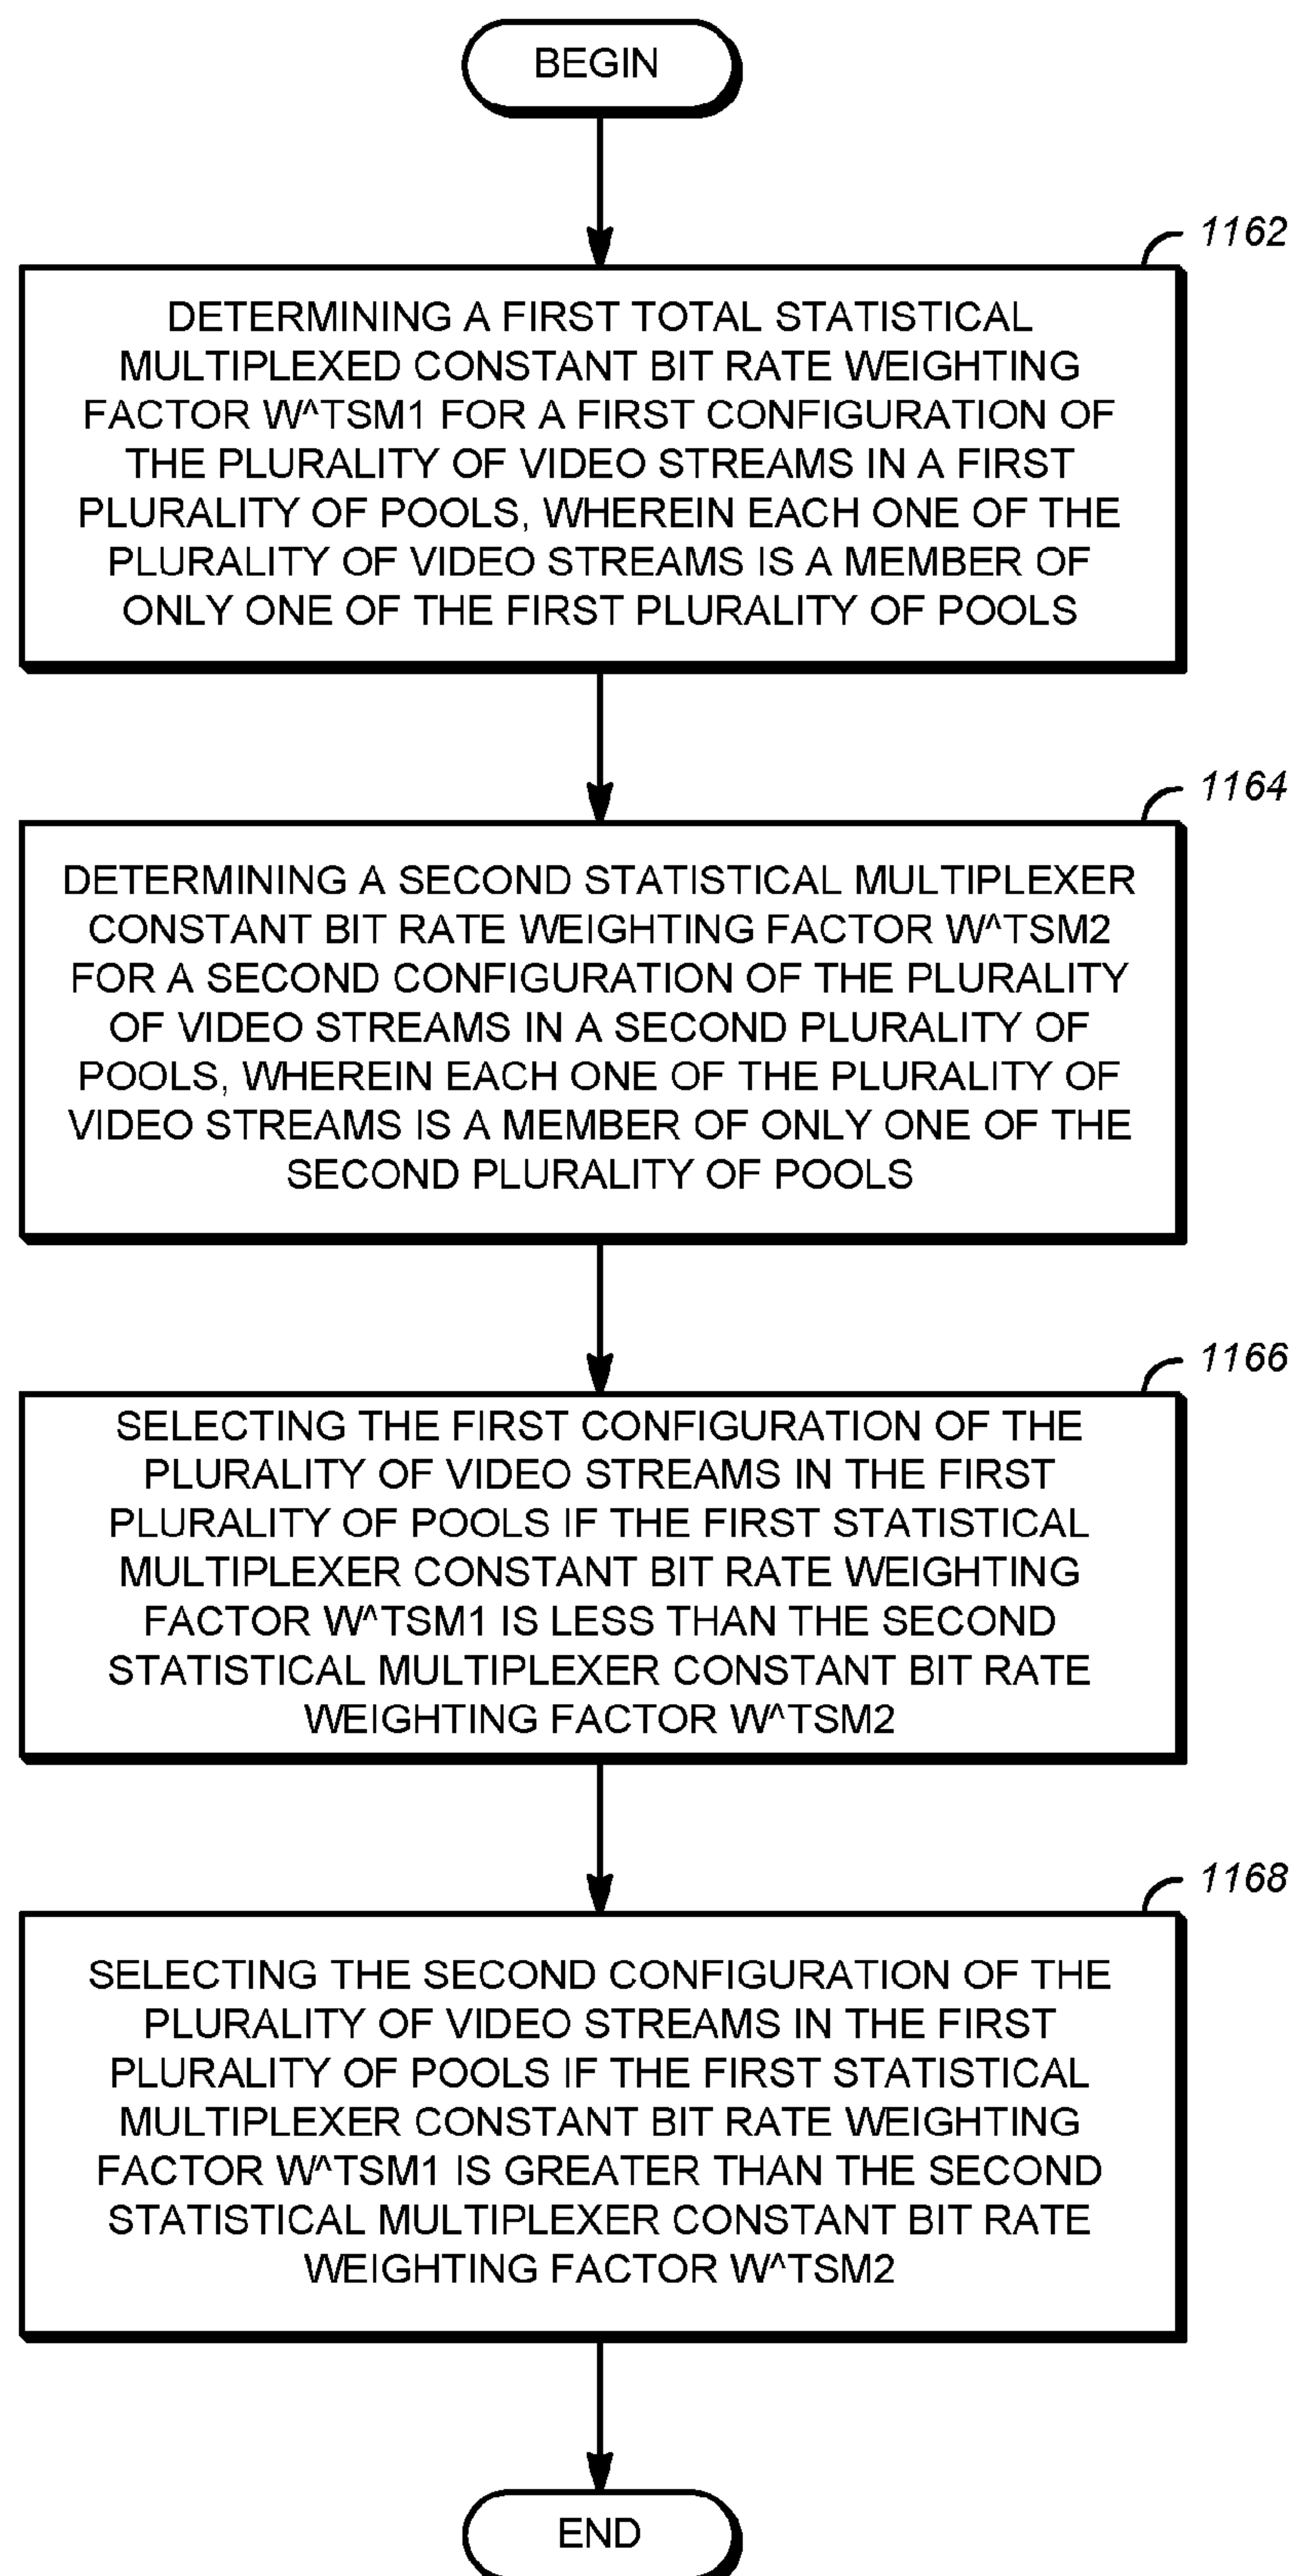 BEGIN
1162
DETERMINING A FIRST TOTAL STATISTICAL
MULTIPLEXED CONSTANT BIT RATE WEIGHTING
FACTOR W^TSM1 FOR A FIRST CONFIGURATION OF
THE PLURALITY OF VIDEO STREAMS IN A FIRST
PLURALITY OF POOLS, WHEREIN EACH ONE OF THE
PLURALITY OF VIDEO STREAMS IS A MEMBER OF
ONLY ONE OF THE FIRST PLURALITY OF POOLS
1164
DETERMINING A SECOND STATISTICAL MULTIPLEXER
CONSTANT BIT RATE WEIGHTING FACTOR W^TSM2
FOR A SECOND CONFIGURATION OF THE PLURALITY
OF VIDEO STREAMS IN A SECOND PLURALITY OF
POOLS, WHEREIN EACH ONE OF THE PLURALITY OF
VIDEO STREAMS IS A MEMBER OF ONLY ONE OF THE
SECOND PLURALITY OF POOLS
1166
SELECTING THE FIRST CONFIGURATION OF THE
PLURALITY OF VIDEO STREAMS IN THE FIRST
PLURALITY OF POOLS IF THE FIRST STATISTICAL
MULTIPLEXER CONSTANT BIT RATE WEIGHTING
FACTOR W^TSM1 IS LESS THAN THE SECOND
STATISTICAL MULTIPLEXER CONSTANT BIT RATE
WEIGHTING FACTOR W^TSM2
1168
SELECTING THE SECOND CONFIGURATION OF THE
PLURALITY OF VIDEO STREAMS IN THE FIRST
PLURALITY OF POOLS IF THE FIRST STATISTICAL
MULTIPLEXER CONSTANT BIT RATE WEIGHTING
FACTOR W^TSM1 IS GREATER THAN THE SECOND
STATISTICAL MULTIPLEXER CONSTANT BIT RATE
WEIGHTING FACTOR W^TSM2
END